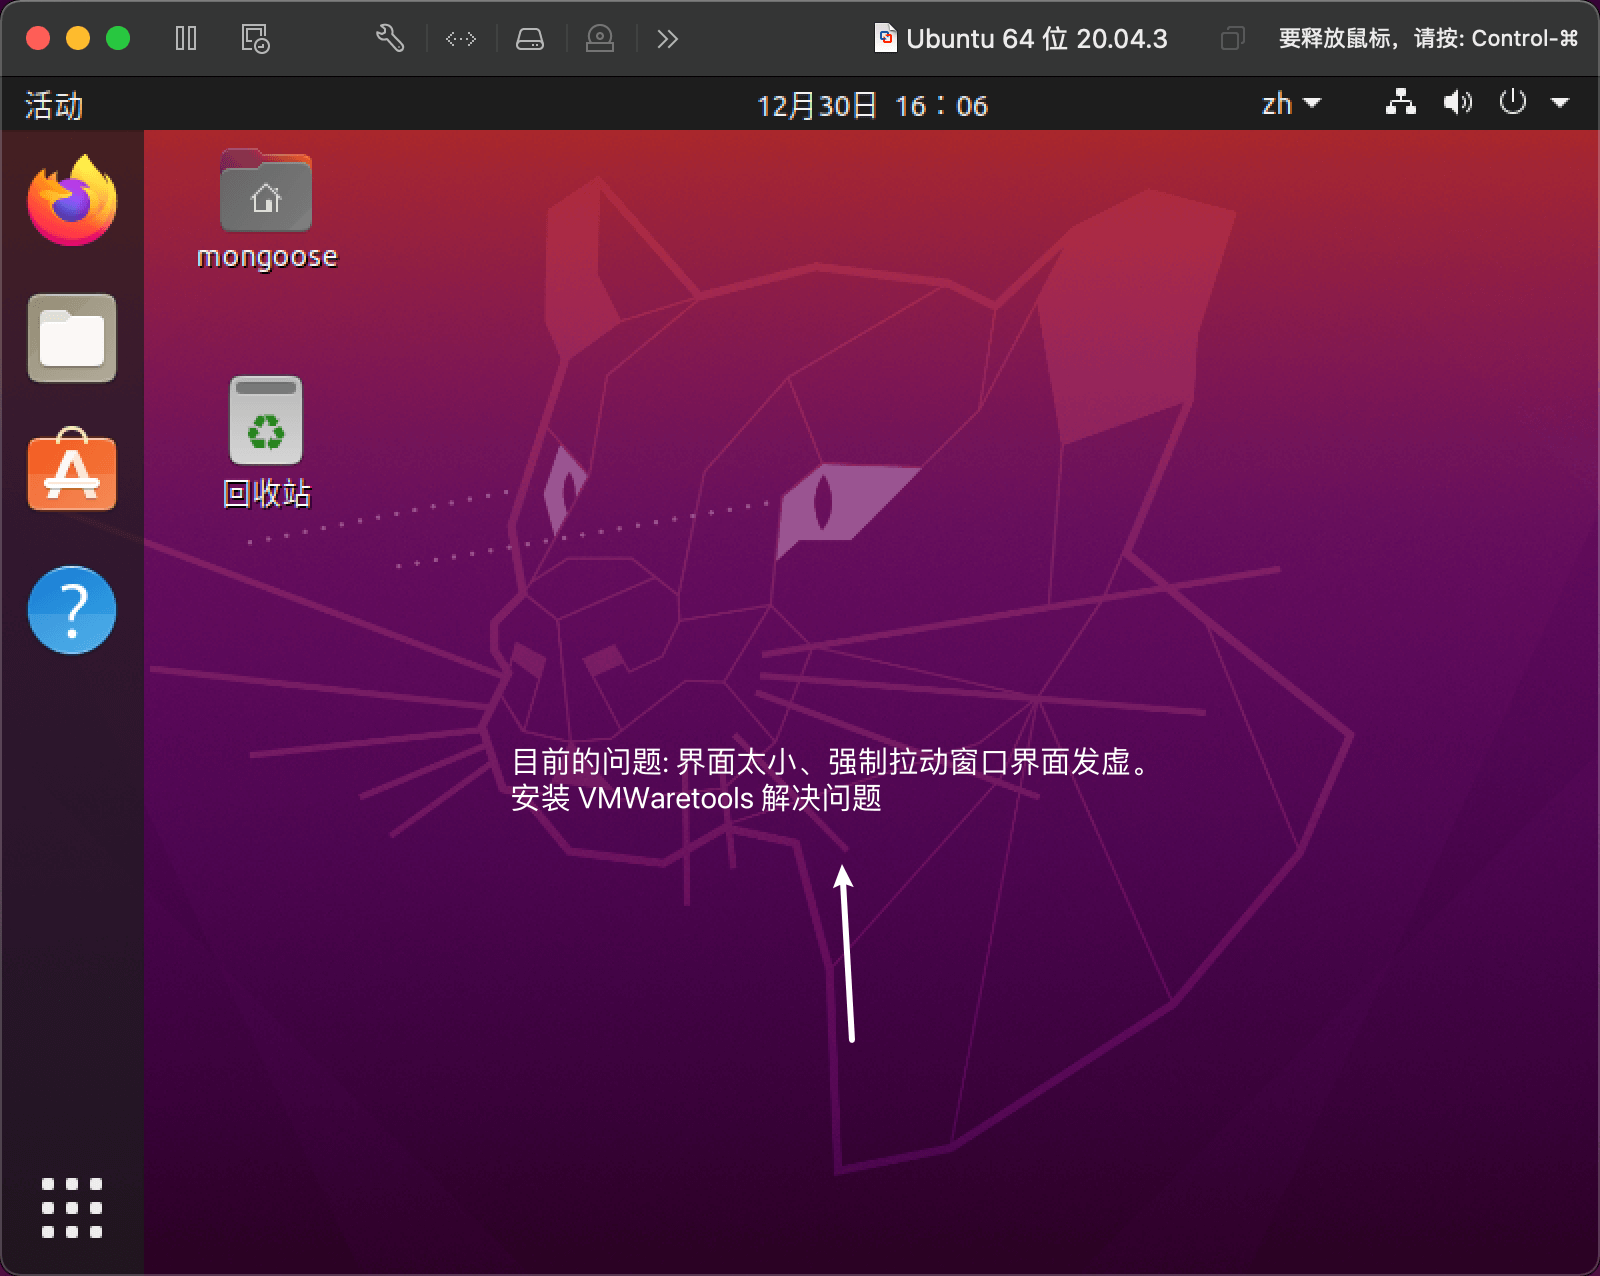 Ubuntu 64 位 20.04.3
要释放鼠标，请按: Control-⌘
活动
12月30日 16：06
zh
mongoose
回收站
目前的问题: 界面太小、强制拉动窗口界面发虚。
安装 VMWaretools 解决问题